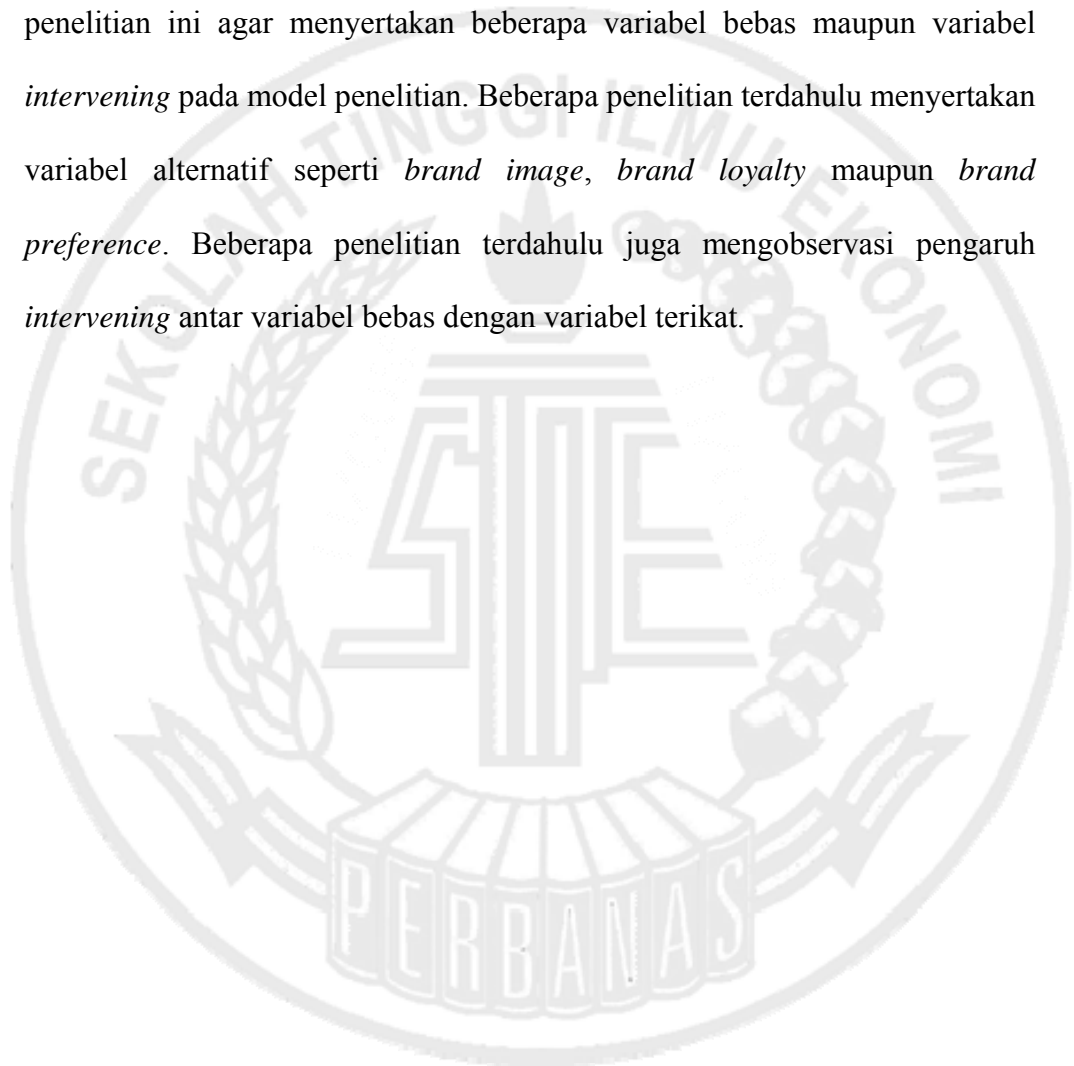 penelitian ini agar menyertakan beberapa variabel bebas maupun variabel
intervening pada model penelitian. Beberapa penelitian terdahulu menyertakan
variabel alternatif seperti brand image, brand loyalty maupun brand
preference. Beberapa penelitian terdahulu juga mengobservasi pengaruh
intervening antar variabel bebas dengan variabel terikat.
SEKOLAH TINGGI ILMU EKONOMI
STIE
PERBANAS